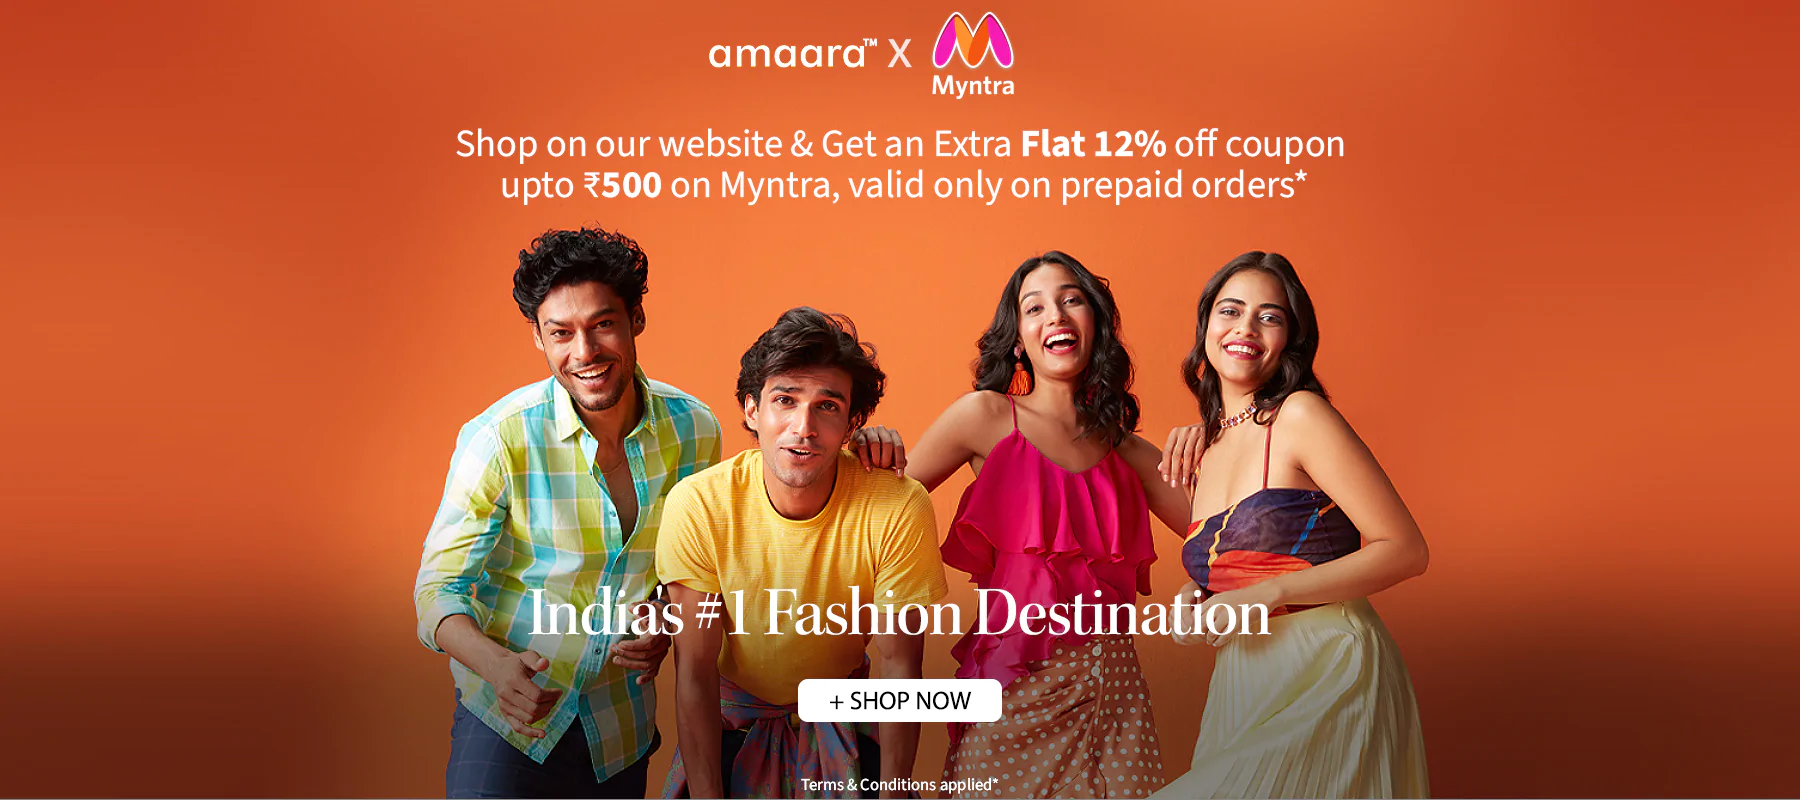 amaara™ X
Myntra
Shop on our website & Get an Extra Flat 12% off coupon
upto ₹500 on Myntra, valid only on prepaid orders*
India's #1 Fashion Destination
+ SHOP NOW
Terms & Conditions applied*